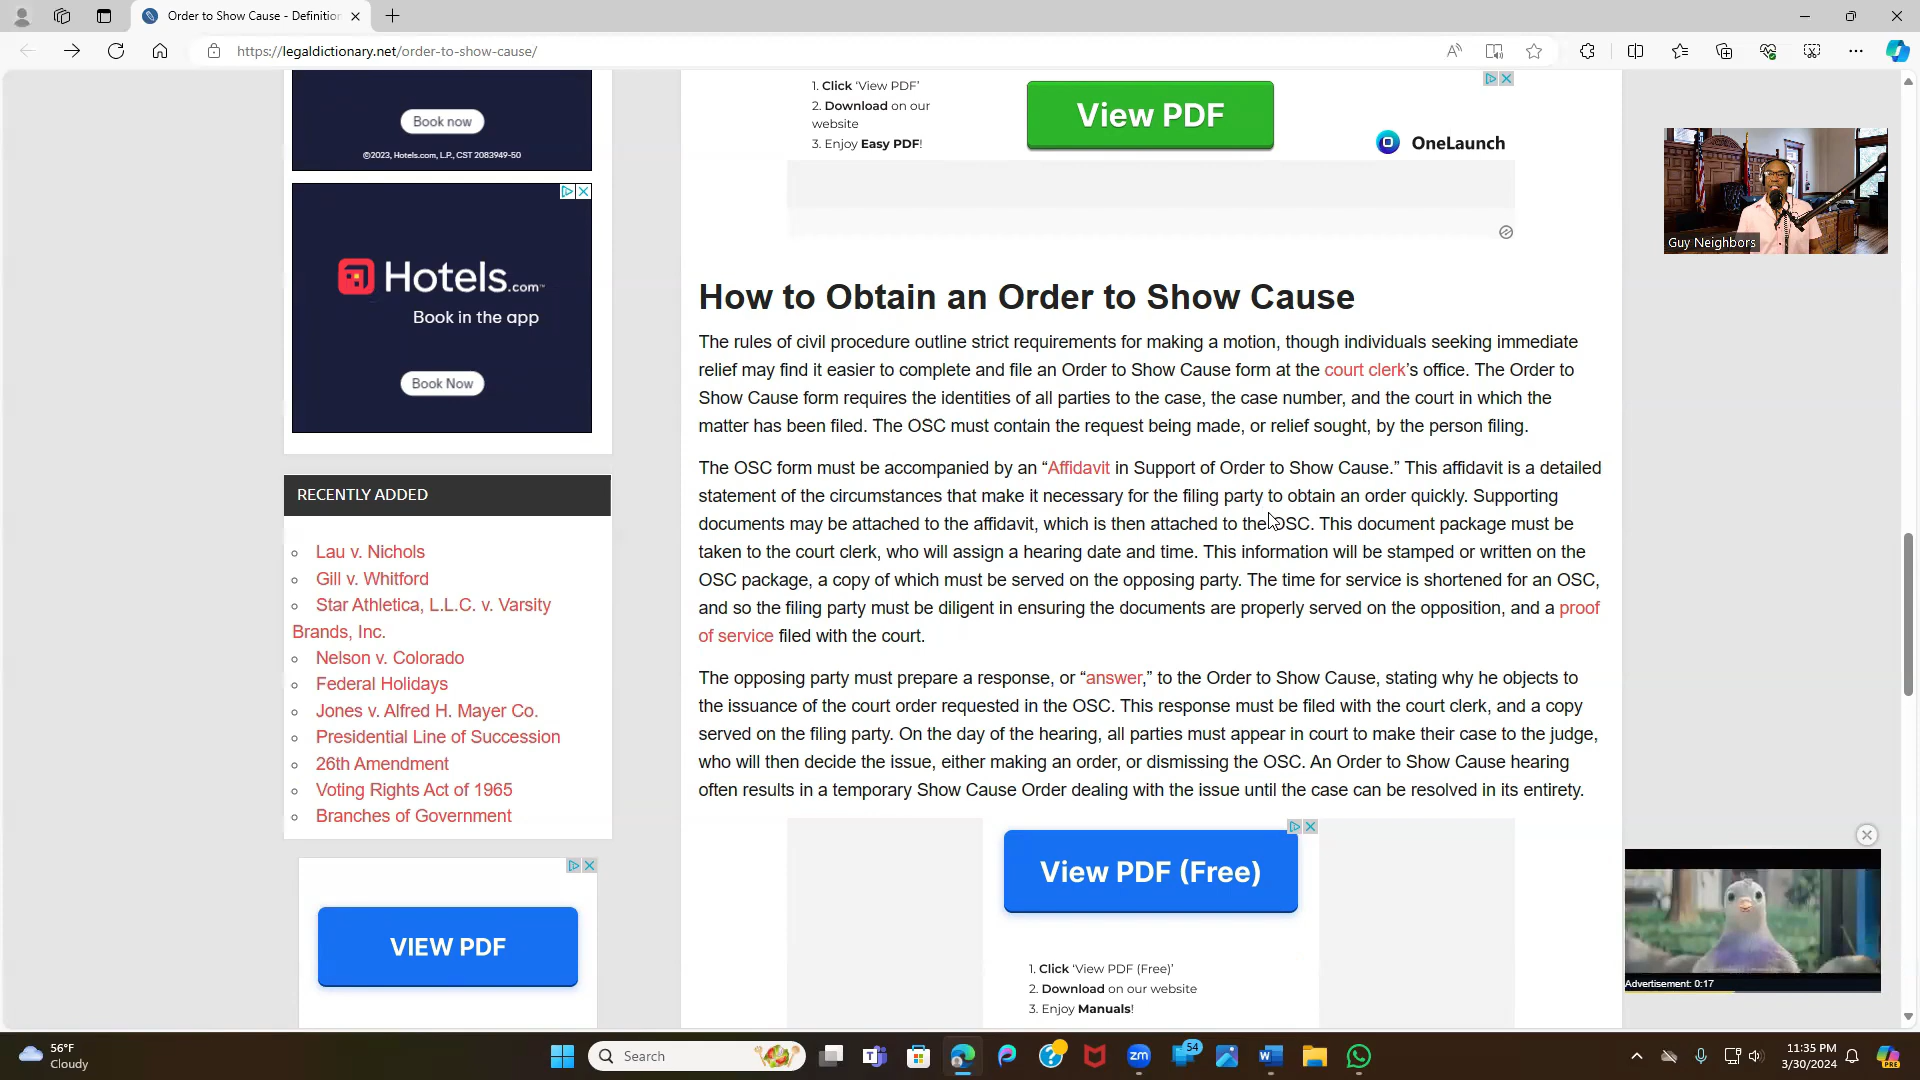 Order to Show Cause - Definitio
https://legaldictionary.net/order-to-show-cause/
Book now
©2023, Hotels.com, L.P., CST 2083949-50
Hotels.com
Book in the app
Book Now
RECENTLY ADDED
Lau v. Nichols
Gill v. Whitford
Star Athletica, L.L.C. v. Varsity
Brands, Inc.
Nelson v. Colorado
Federal Holidays
Jones v. Alfred H. Mayer Co.
Presidential Line of Succession
26th Amendment
Voting Rights Act of 1965
Branches of Government
VIEW PDF
1. Click ‘View PDF’
2. Download on our
website
3. Enjoy Easy PDF!
View PDF
OneLaunch
How to Obtain an Order to Show Cause
The rules of civil procedure outline strict requirements for making a motion, though individuals seeking immediate
relief may find it easier to complete and file an Order to Show Cause form at the court clerk’s office. The Order to
Show Cause form requires the identities of all parties to the case, the case number, and the court in which the
matter has been filed. The OSC must contain the request being made, or relief sought, by the person filing.
The OSC form must be accompanied by an “Affidavit in Support of Order to Show Cause.” This affidavit is a detailed
statement of the circumstances that make it necessary for the filing party to obtain an order quickly. Supporting
documents may be attached to the affidavit, which is then attached to the OSC. This document package must be
taken to the court clerk, who will assign a hearing date and time. This information will be stamped or written on the
OSC package, a copy of which must be served on the opposing party. The time for service is shortened for an OSC,
and so the filing party must be diligent in ensuring the documents are properly served on the opposition, and a proof
of service filed with the court.
The opposing party must prepare a response, or “answer,” to the Order to Show Cause, stating why he objects to
the issuance of the court order requested in the OSC. This response must be filed with the court clerk, and a copy
served on the filing party. On the day of the hearing, all parties must appear in court to make their case to the judge,
who will then decide the issue, either making an order, or dismissing the OSC. An Order to Show Cause hearing
often results in a temporary Show Cause Order dealing with the issue until the case can be resolved in its entirety.
View PDF (Free)
1. Click ‘View PDF (Free)’
2. Download on our website
3. Enjoy Manuals!
Guy Neighbors
Advertisement: 0:17
56°F
Cloudy
Search
zm
54
11:35 PM
3/30/2024
PRE